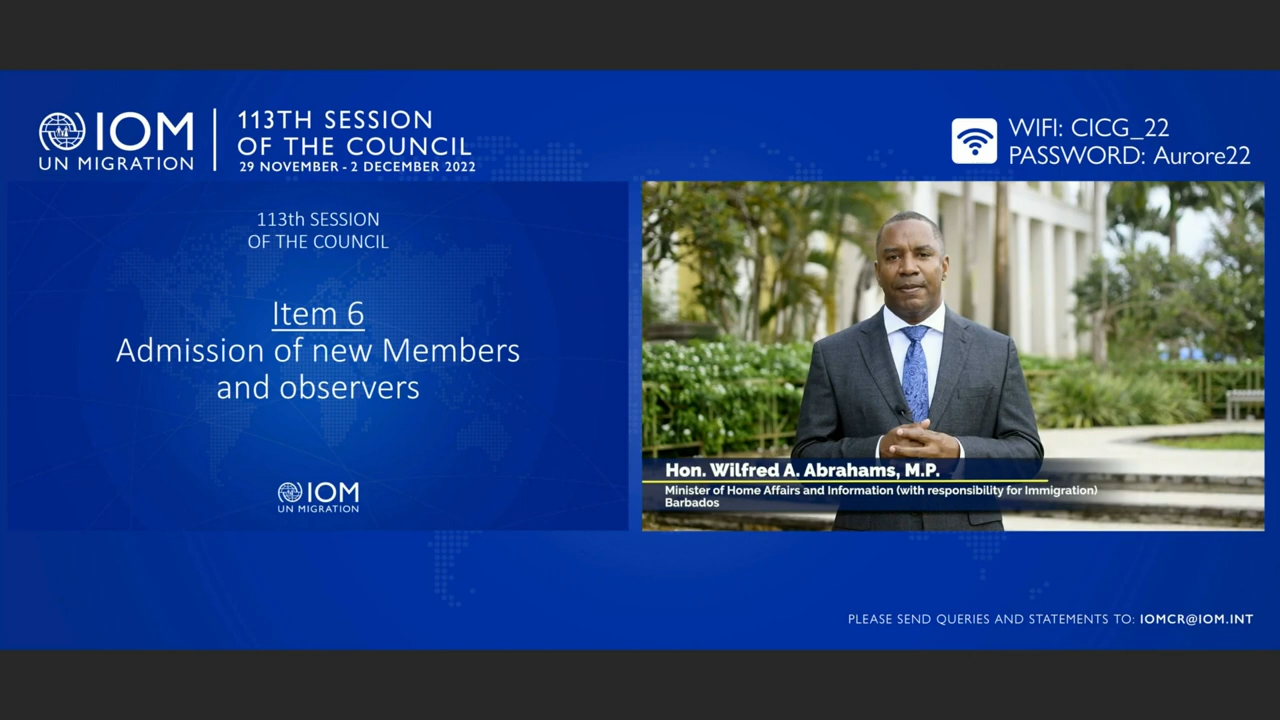 IOM
UN MIGRATION
113TH SESSION
OF THE COUNCIL
29 NOVEMBER - 2 DECEMBER 2022
WIFI: CICG_22
PASSWORD: Aurore22
113th SESSION
OF THE COUNCIL
Item 6
Admission of new Members
and observers
IOM
UN MIGRATION
Hon. Wilfred A. Abrahams, M.P.
Minister of Home Affairs and Information (with responsibility for Immigration)
Barbados
PLEASE SEND QUERIES AND STATEMENTS TO: IOMCR@IOM.INT